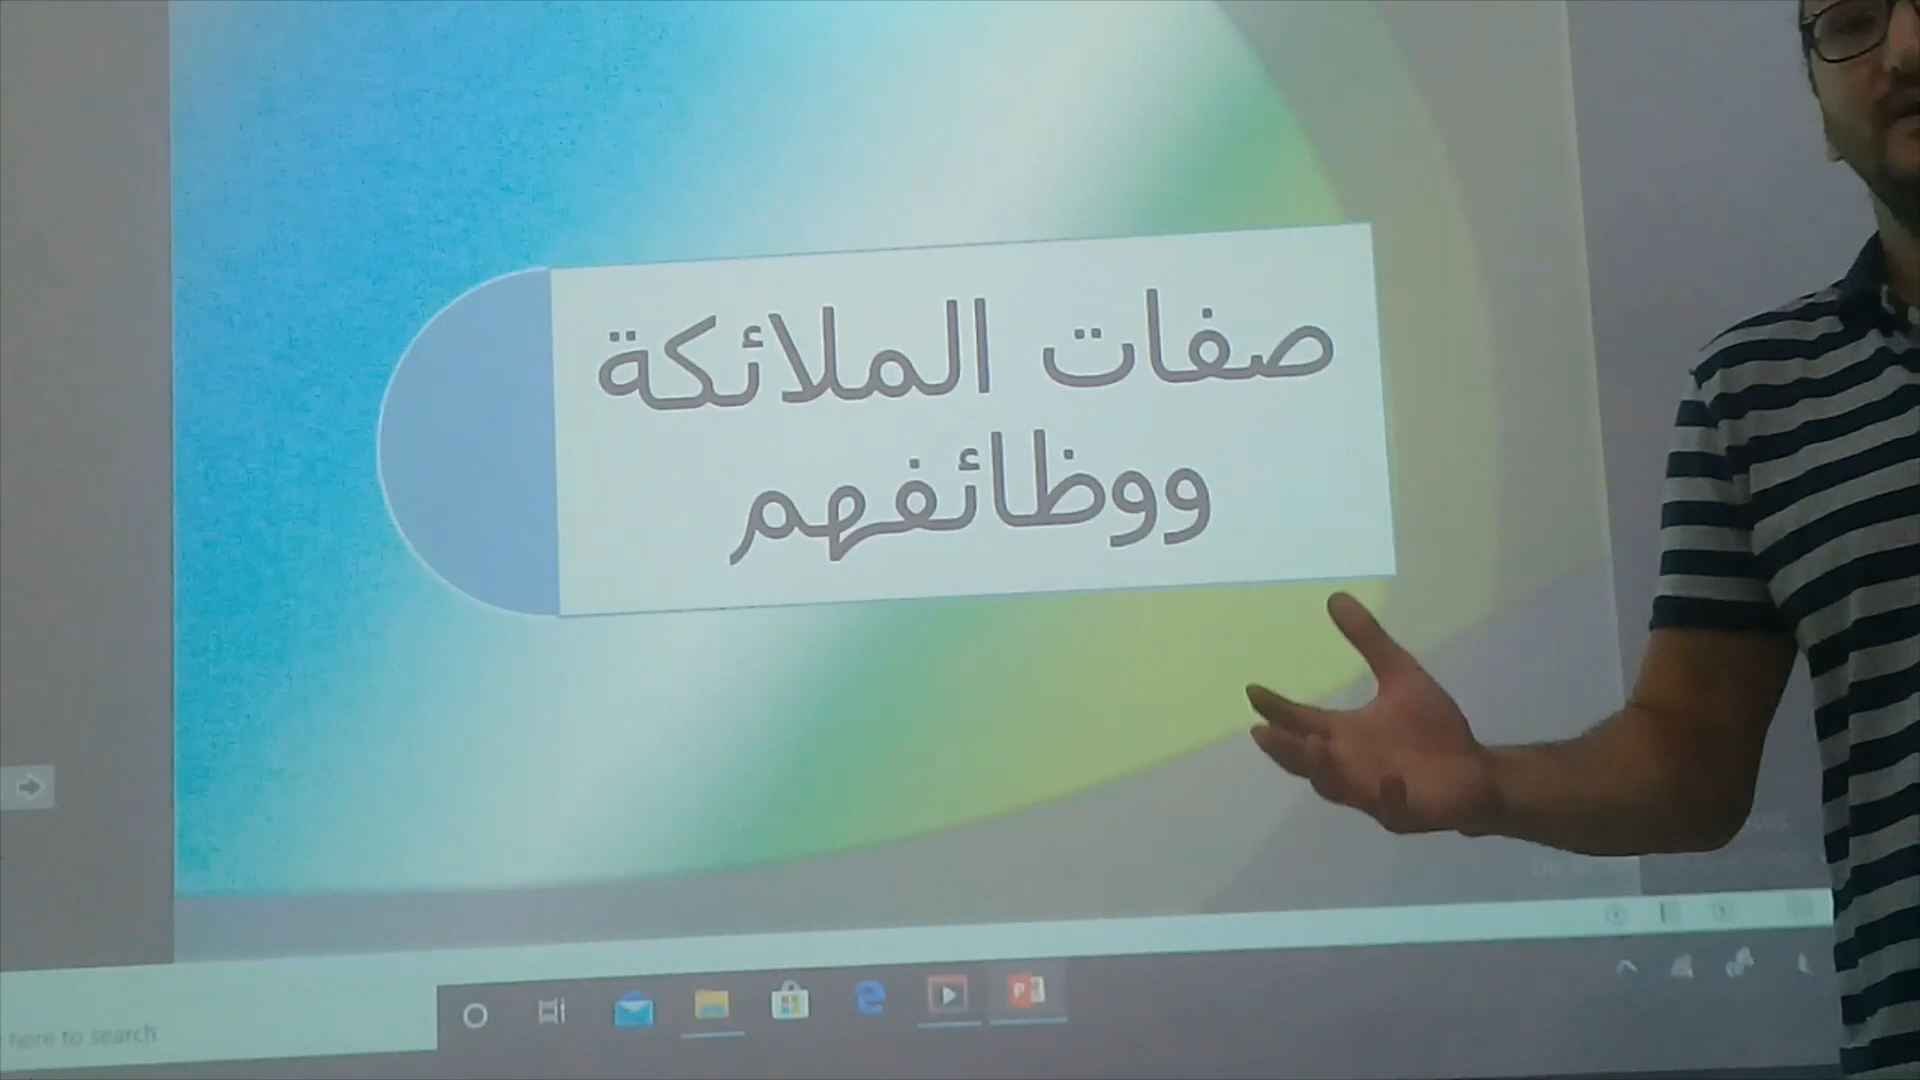 صفات الملائكة
ووظائفهم
here to search